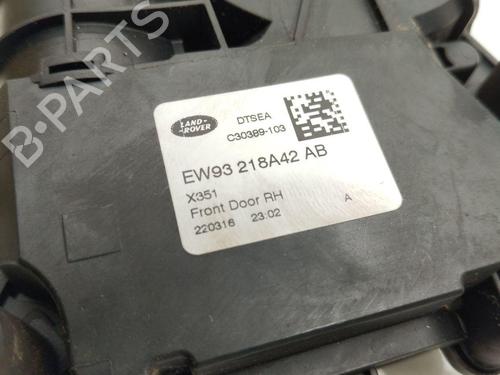 LAND-
ROVER
DTSEA
C30389-103
EW93 218A42 AB
X351
Front Door RH
A
220316 23:02
B-PARTS